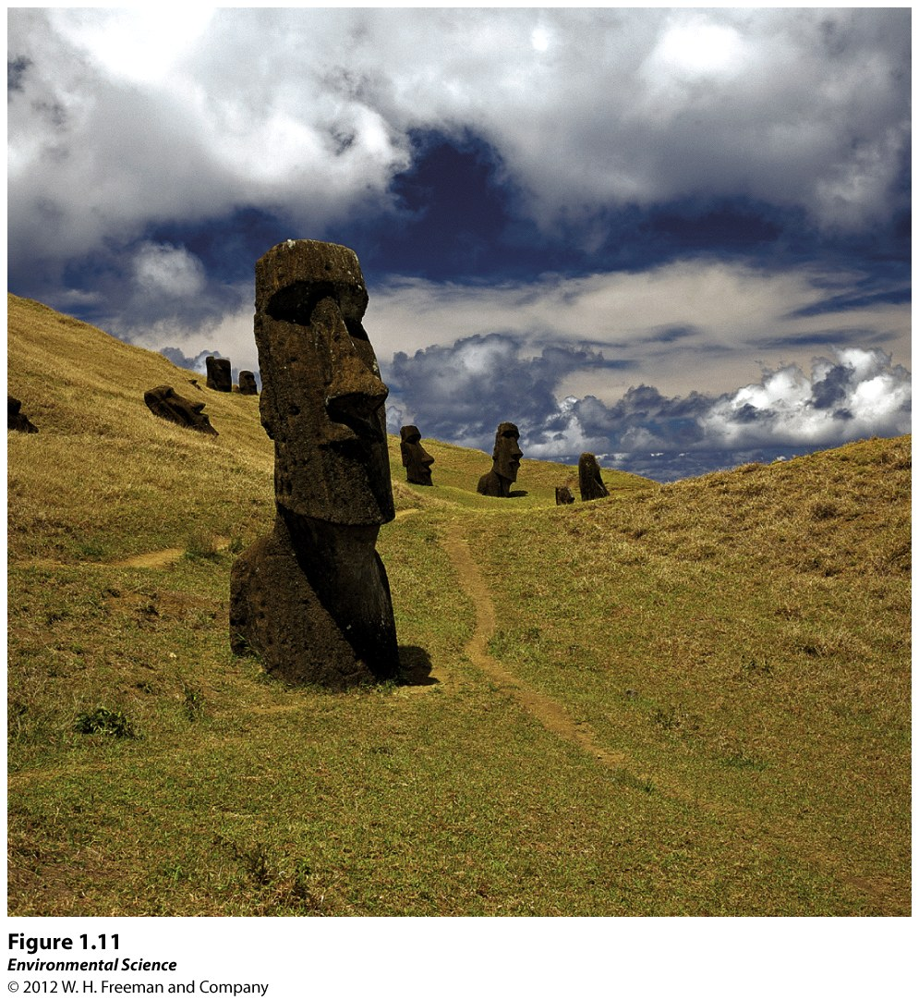 Figure 1.11
Environmental Science
© 2012 W. H. Freeman and Company